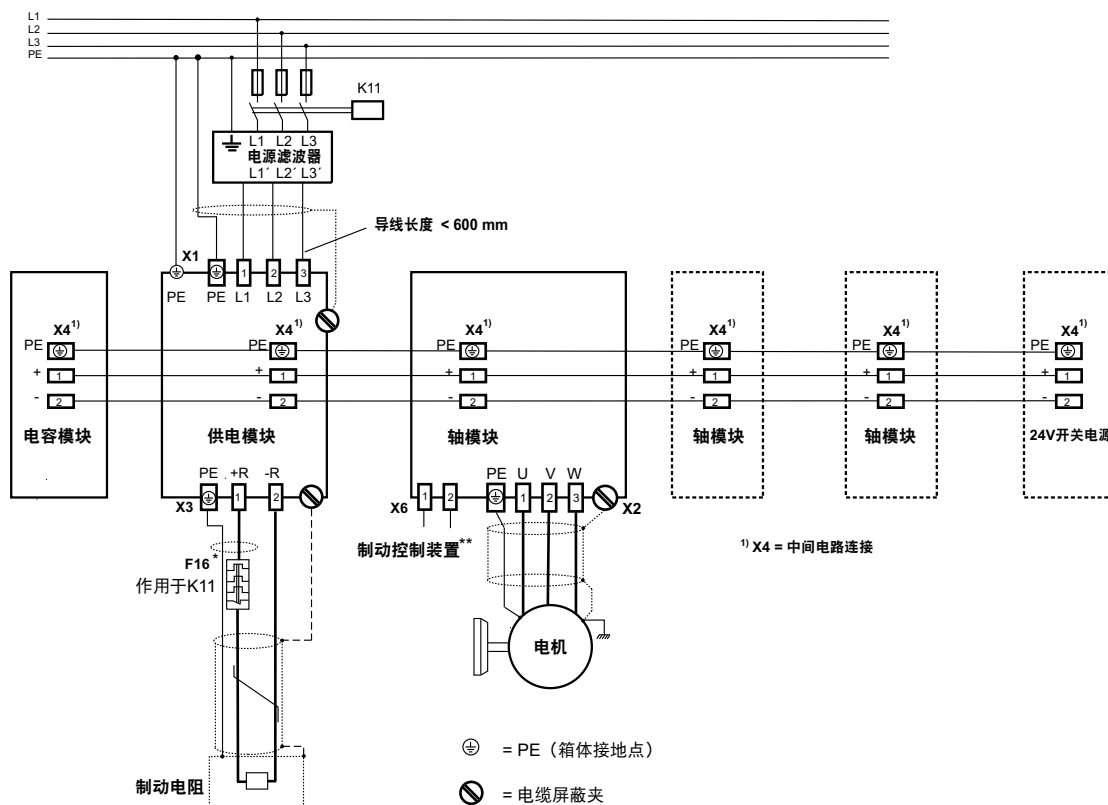 L1
L2
L3
PE
K11
L1 L2 L3
电源滤波器
L1´ L2´ L3´
导线长度 < 600 mm
X1
1 2 3
PE PE L1 L2 L3
X4¹⁾ X4¹⁾ X4¹⁾ X4¹⁾ X4¹⁾ X4¹⁾
PE PE PE PE PE PE
+ 1 + 1 + 1 + 1 + 1 + 1
- 2 - 2 - 2 - 2 - 2 - 2
电容模块 供电模块 轴模块 轴模块 轴模块 24V开关电源
PE +R -R PE U V W
X3 1 2 X6 1 2 1 2 3 X2
制动控制装置**
¹⁾ X4 = 中间电路连接
F16*
作用于K11
电机
= PE（箱体接地点）
制动电阻
= 电缆屏蔽夹